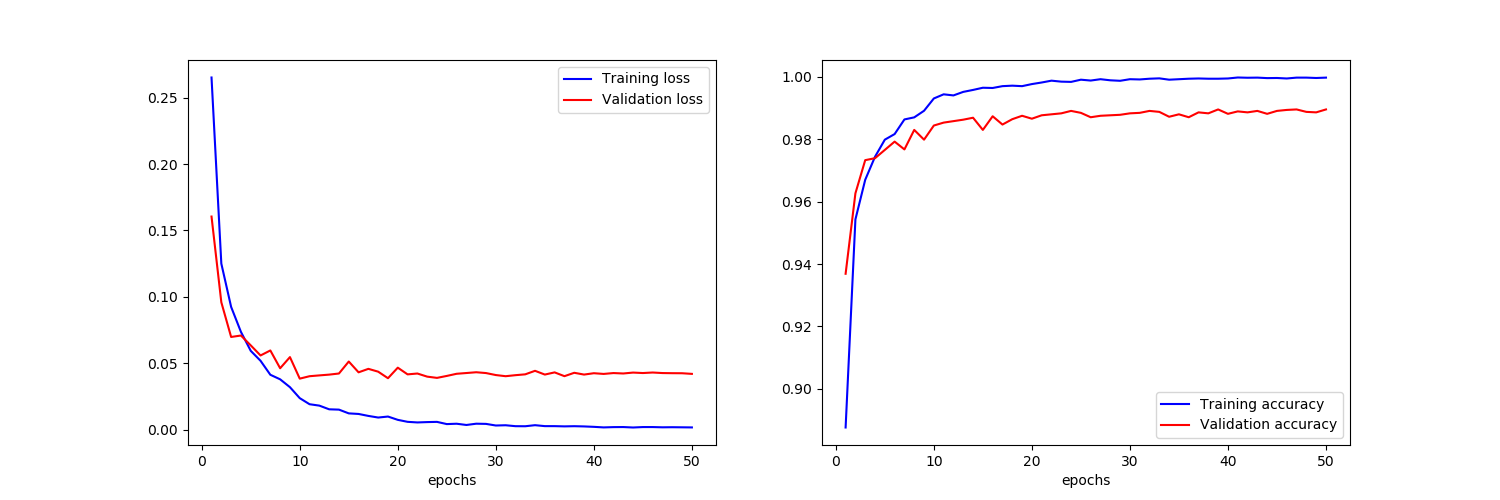 Training loss
Validation loss
0.25
0.20
0.15
0.10
0.05
0.00
0 10 20 30 40 50
epochs
1.00
0.98
0.96
0.94
0.92
0.90
Training accuracy
Validation accuracy
0 10 20 30 40 50
epochs